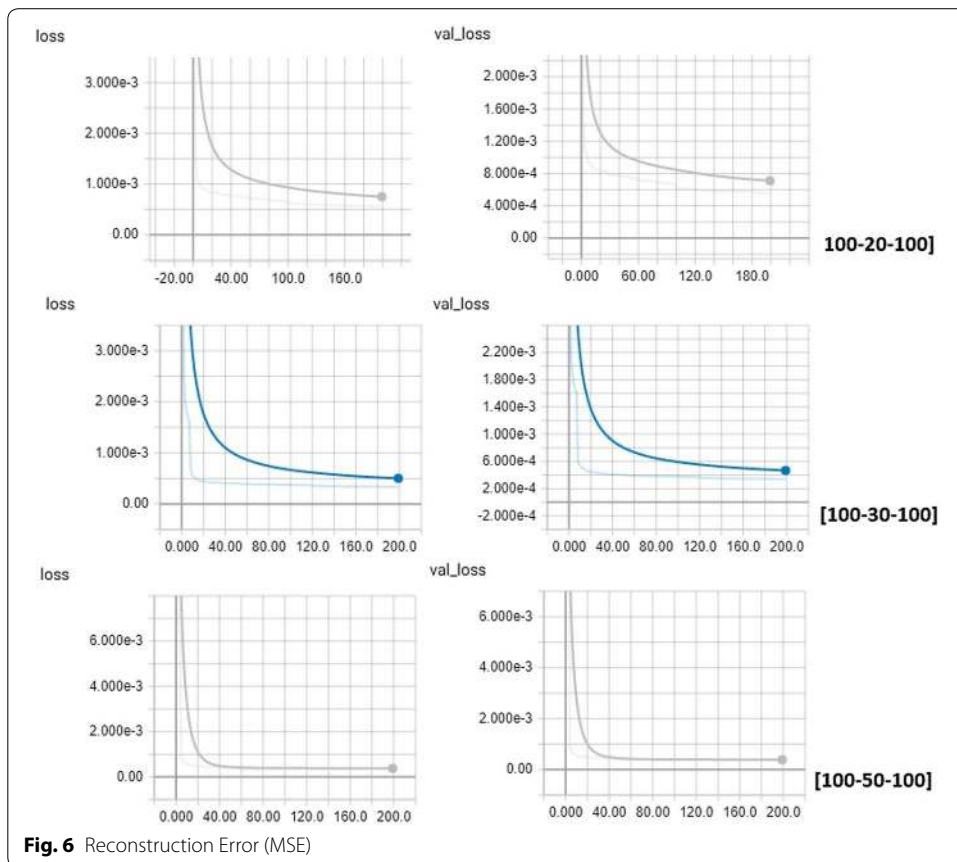 loss
3.000e-3
2.000e-3
1.000e-3
0.00
-20.00 40.00 100.0 160.0
val_loss
2.000e-3
1.600e-3
1.200e-3
8.000e-4
4.000e-4
0.00
0.000 60.00 120.0 180.0
100-20-100]
loss
3.000e-3
2.000e-3
1.000e-3
0.00
0.000 40.00 80.00 120.0 160.0 200.0
val_loss
2.200e-3
1.800e-3
1.400e-3
1.000e-3
6.000e-4
2.000e-4
-2.000e-4
0.000 40.00 80.00 120.0 160.0 200.0
[100-30-100]
loss
6.000e-3
4.000e-3
2.000e-3
0.00
0.000 40.00 80.00 120.0 160.0 200.0
val_loss
6.000e-3
4.000e-3
2.000e-3
0.00
0.000 40.00 80.00 120.0 160.0 200.0
[100-50-100]
Fig. 6 Reconstruction Error (MSE)